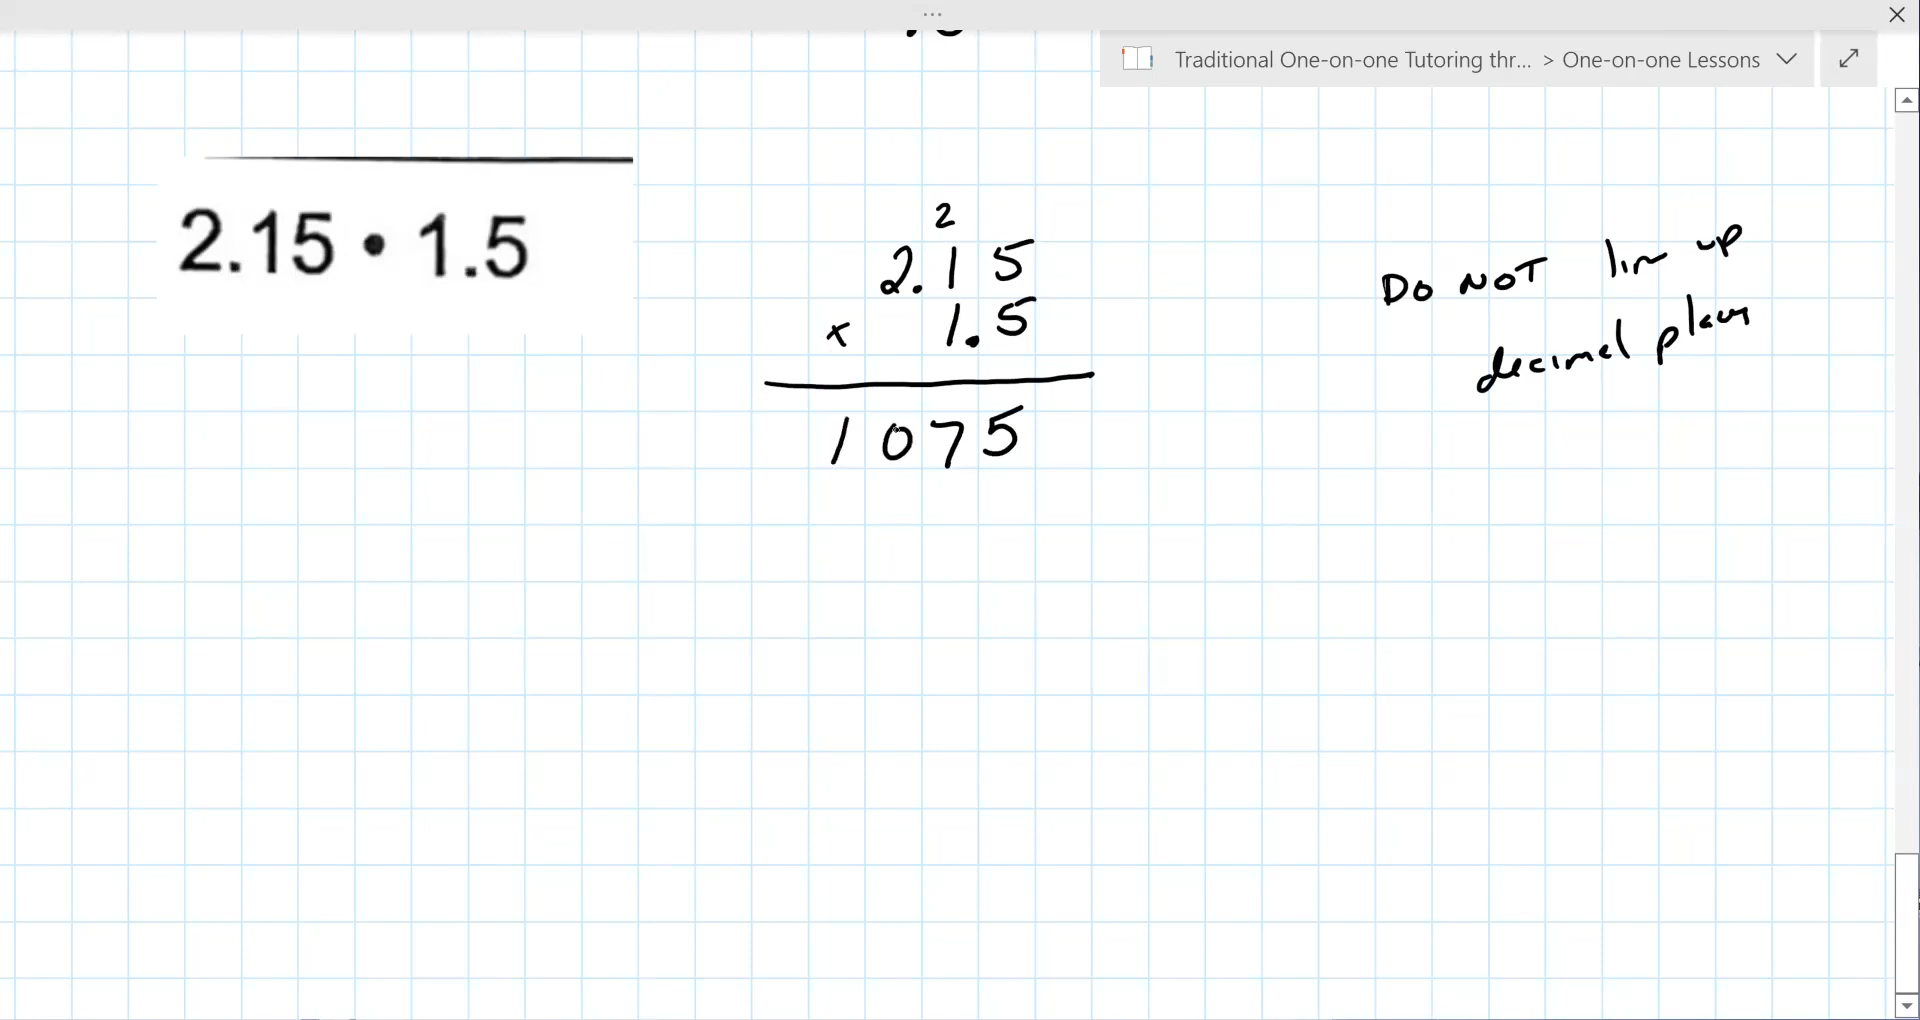 Traditional One-on-one Tutoring thr... > One-on-one Lessons
2.15 • 1.5
2
2.15
x 1.5
1075
DO NOT line up
decimal places